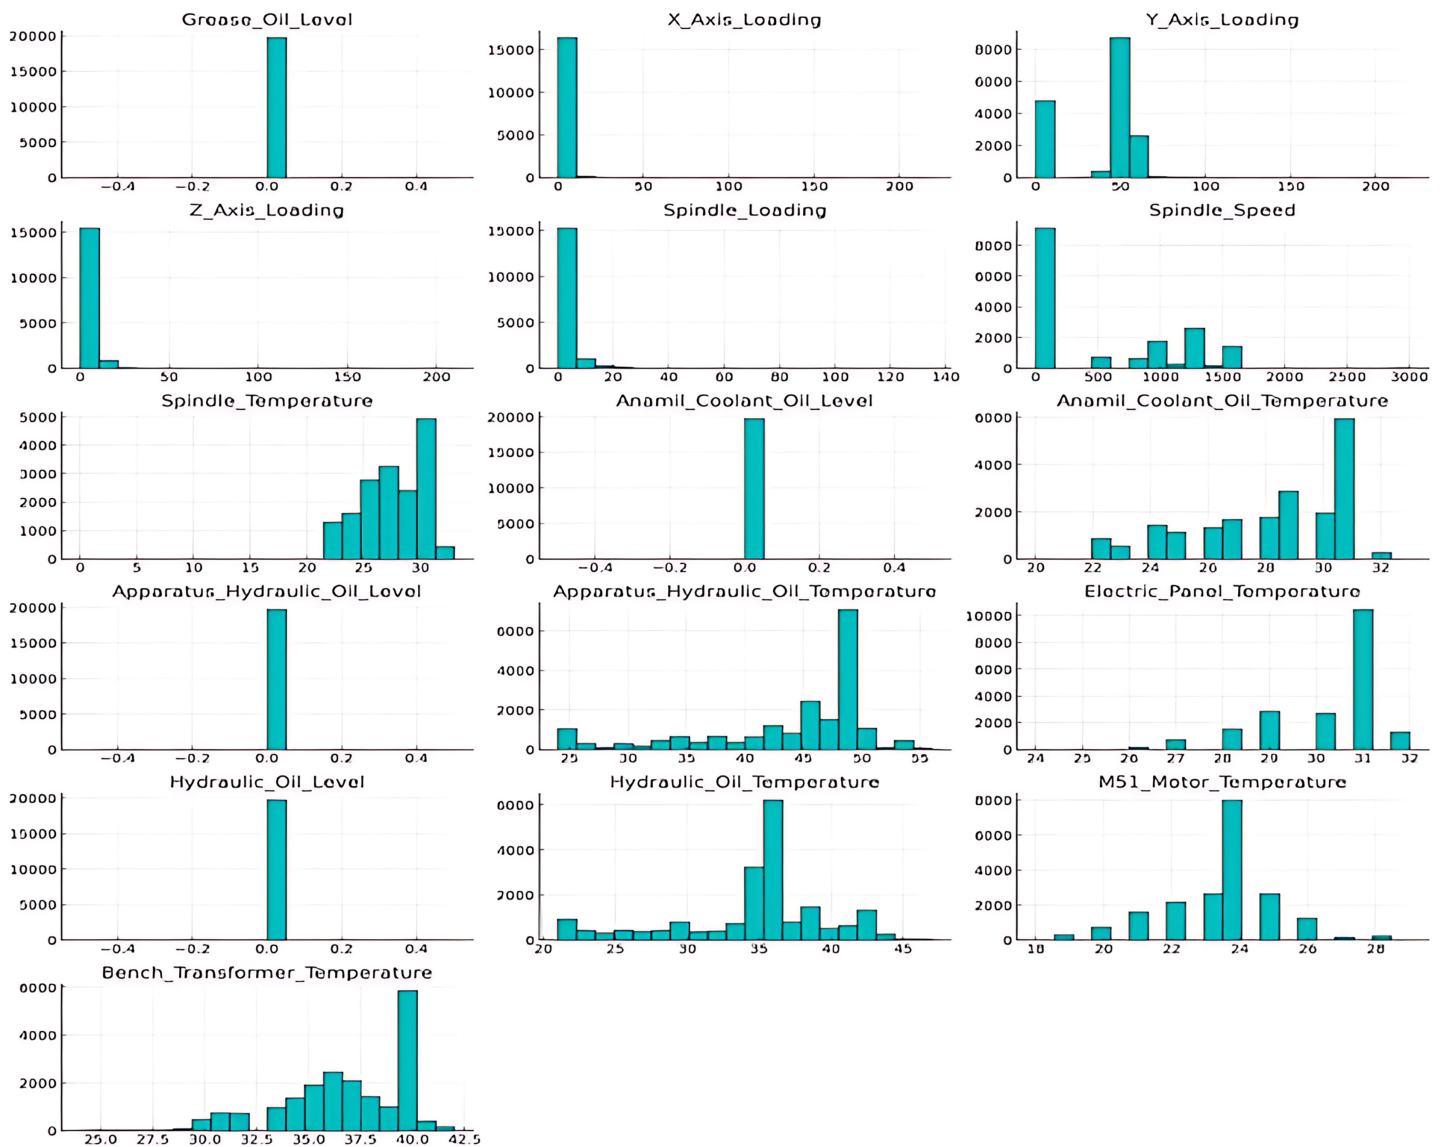 Grease_Oil_Level
20000
15000
10000
5000
0
−0.4 −0.2 0.0 0.2 0.4
X_Axis_Loading
15000
10000
5000
0
0 50 100 150 200
Y_Axis_Loading
8000
6000
4000
2000
0
0 50 100 150 200
Z_Axis_Loading
15000
10000
5000
0
0 50 100 150 200
Spindle_Loading
15000
10000
5000
0
0 20 40 60 80 100 120 140
Spindle_Speed
8000
6000
4000
2000
0
0 500 1000 1500 2000 2500 3000
Spindle_Temperature
5000
4000
3000
2000
1000
0
0 5 10 15 20 25 30
Anamil_Coolant_Oil_Level
20000
15000
10000
5000
0
−0.4 −0.2 0.0 0.2 0.4
Anamil_Coolant_Oil_Temperature
6000
4000
2000
0
20 22 24 26 28 30 32
Apparatus_Hydraulic_Oil_Level
20000
15000
10000
5000
0
−0.4 −0.2 0.0 0.2 0.4
Apparatus_Hydraulic_Oil_Temperature
6000
4000
2000
0
25 30 35 40 45 50 55
Electric_Panel_Temperature
10000
8000
6000
4000
2000
0
24 25 26 27 28 29 30 31 32
Hydraulic_Oil_Level
20000
15000
10000
5000
0
−0.4 −0.2 0.0 0.2 0.4
Hydraulic_Oil_Temperature
6000
4000
2000
0
20 25 30 35 40 45
M51_Motor_Temperature
8000
6000
4000
2000
0
18 20 22 24 26 28
Bench_Transformer_Temperature
6000
4000
2000
0
25.0 27.5 30.0 32.5 35.0 37.5 40.0 42.5